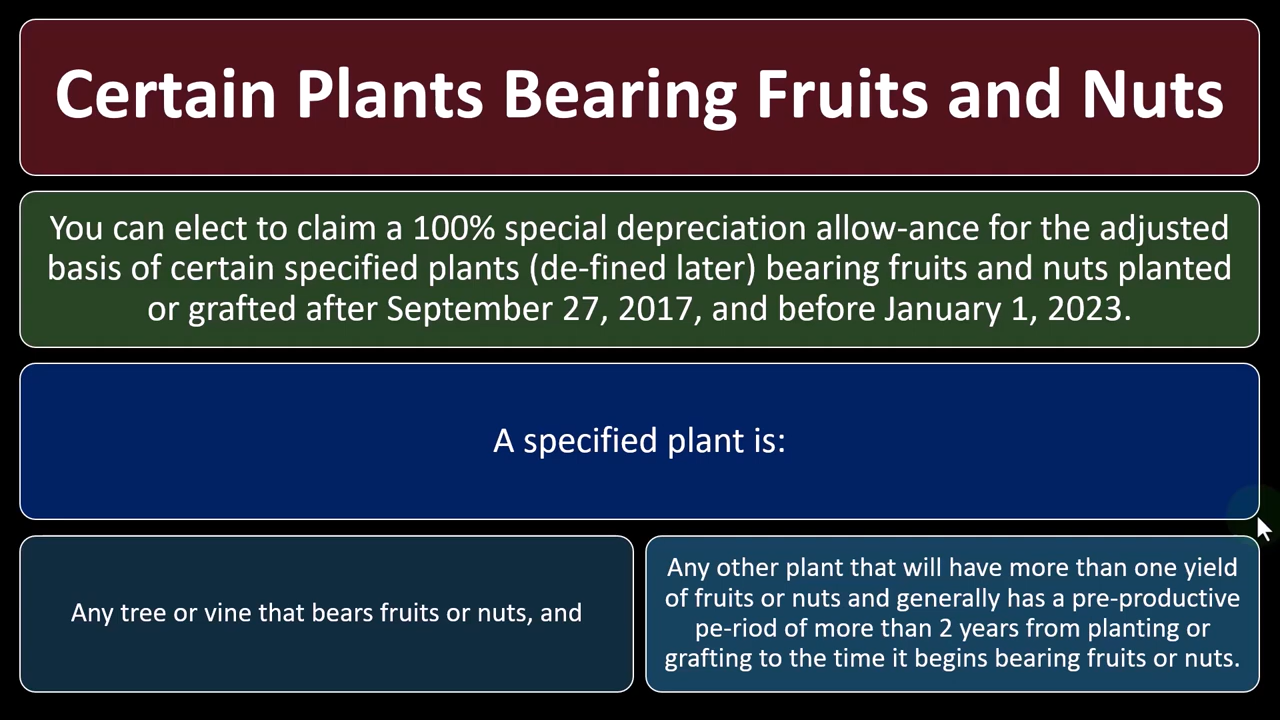 Certain Plants Bearing Fruits and Nuts
You can elect to claim a 100% special depreciation allow-ance for the adjusted
basis of certain specified plants (de-fined later) bearing fruits and nuts planted
or grafted after September 27, 2017, and before January 1, 2023.
A specified plant is:
Any tree or vine that bears fruits or nuts, and
Any other plant that will have more than one yield
of fruits or nuts and generally has a pre-productive
pe-riod of more than 2 years from planting or
grafting to the time it begins bearing fruits or nuts.